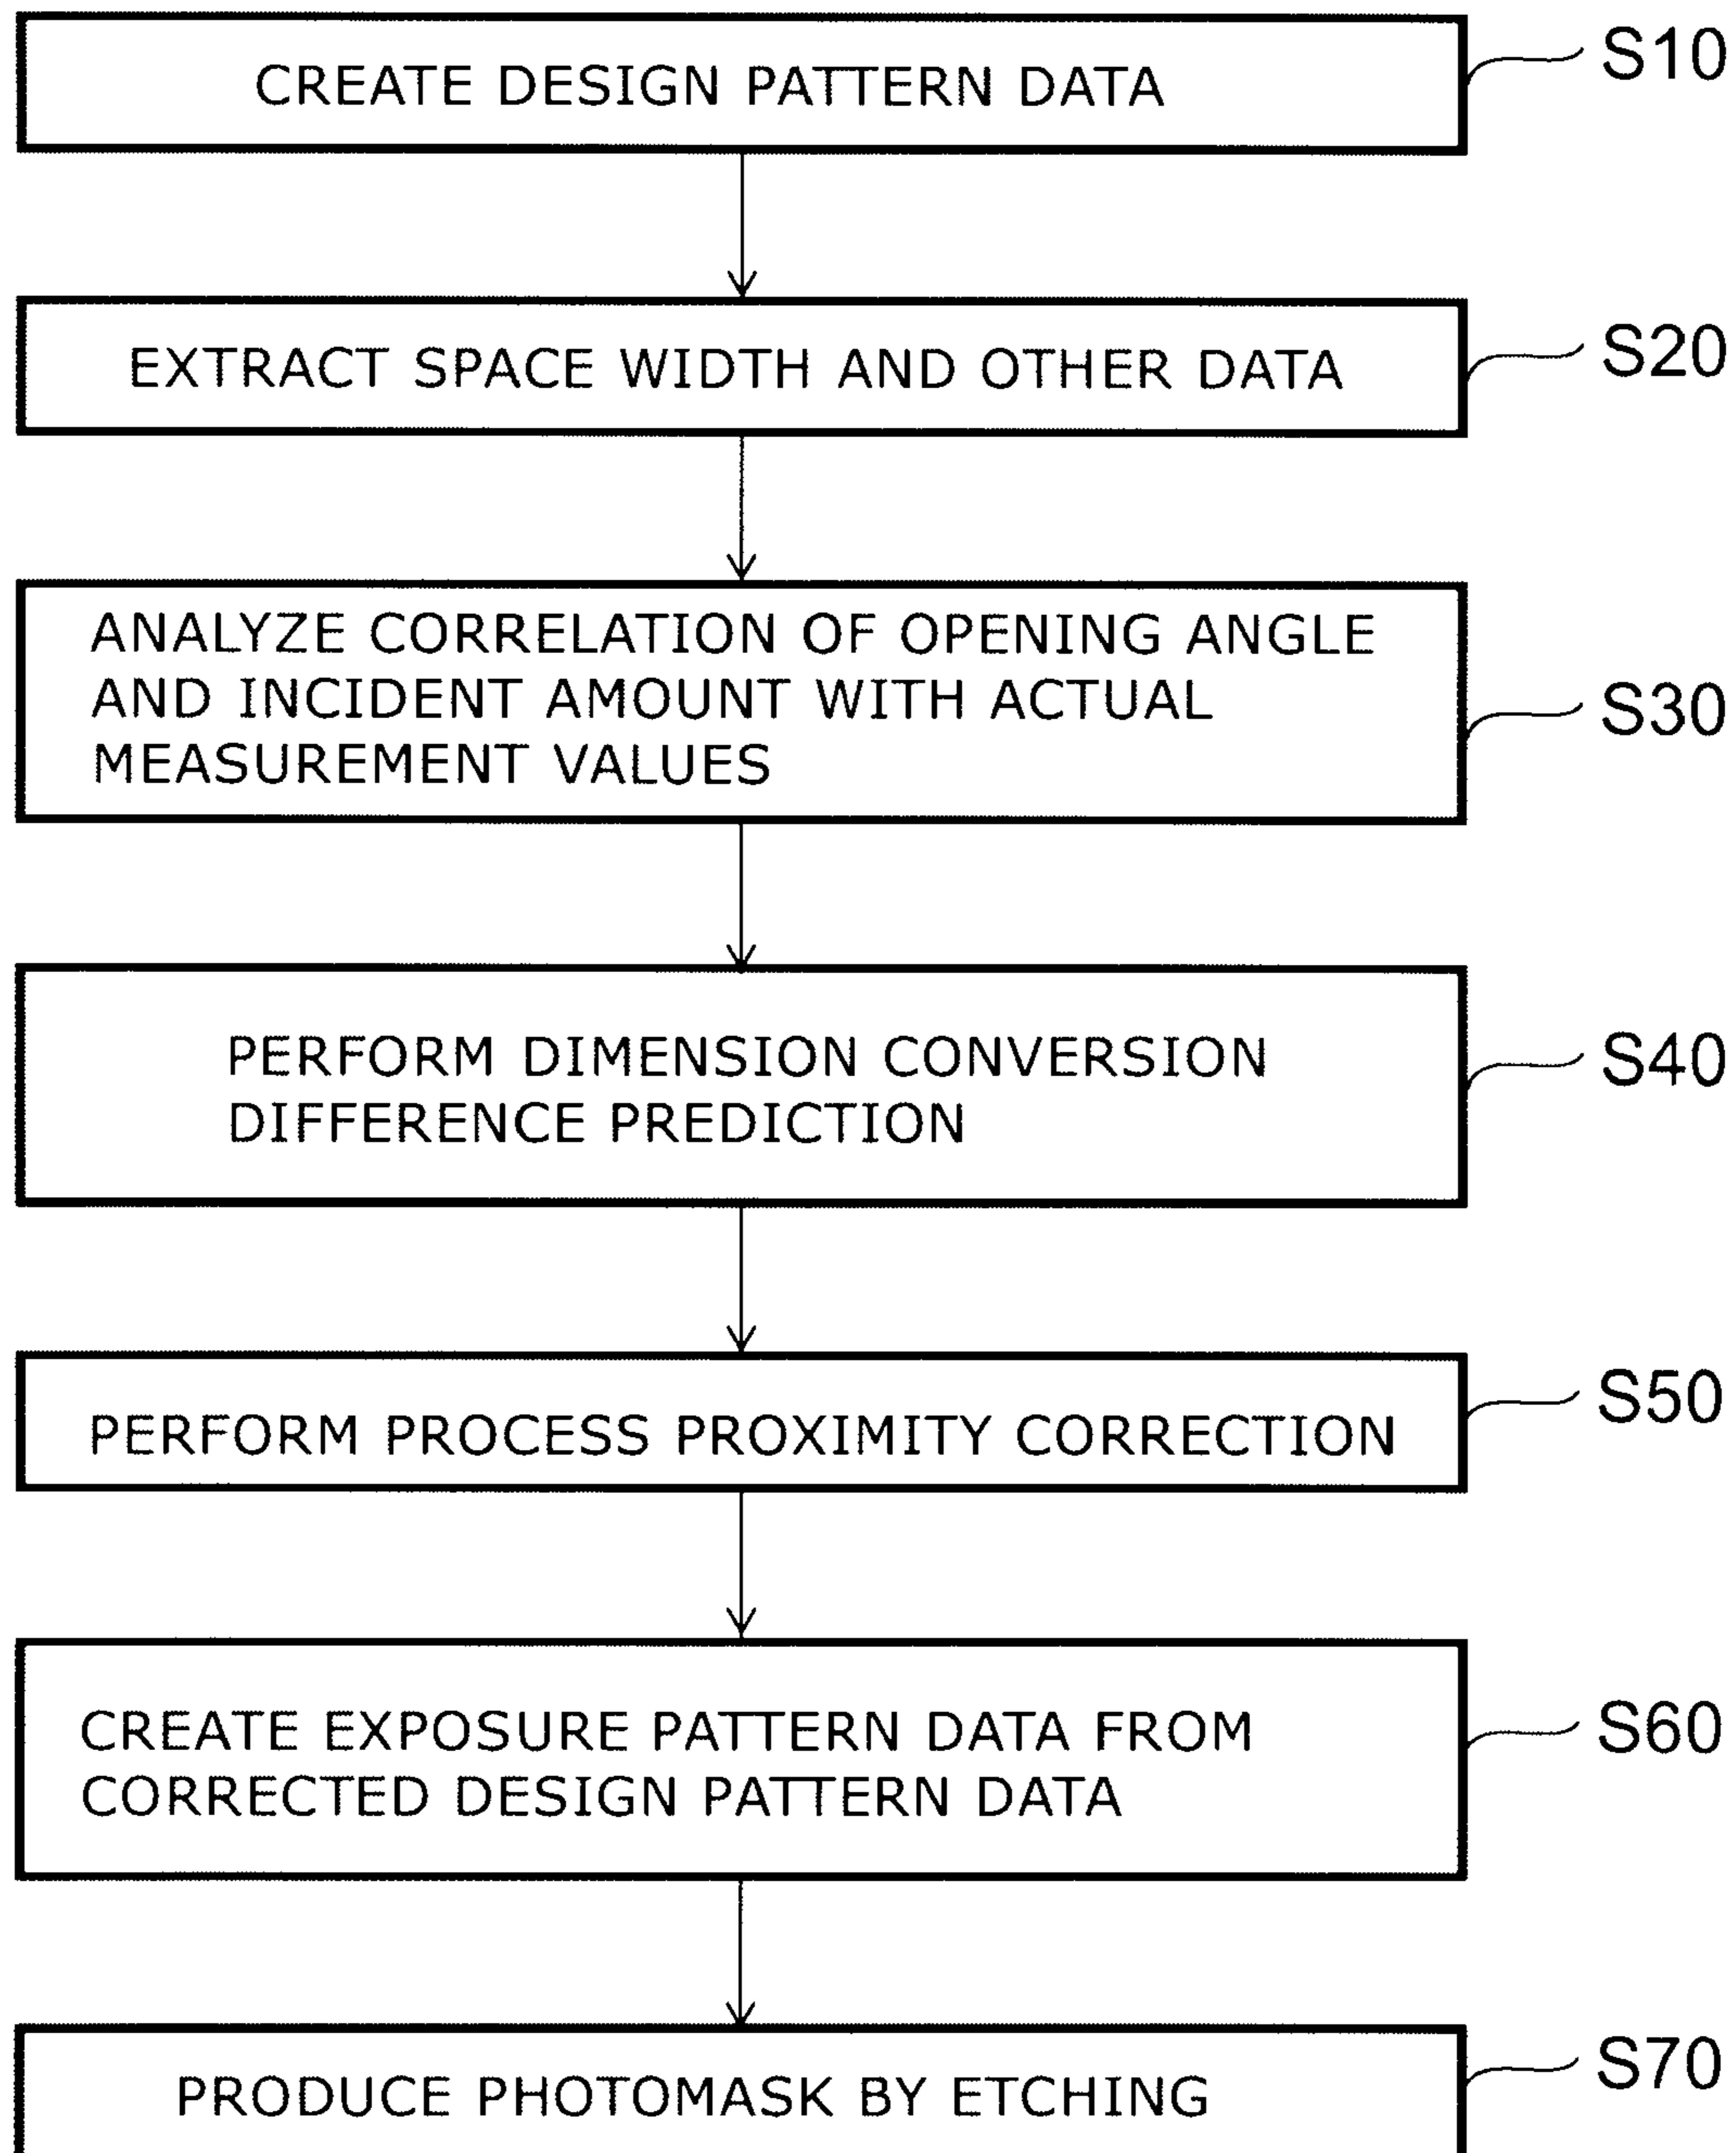 CREATE DESIGN PATTERN DATA
S10
EXTRACT SPACE WIDTH AND OTHER DATA
S20
ANALYZE CORRELATION OF OPENING ANGLE
AND INCIDENT AMOUNT WITH ACTUAL
MEASUREMENT VALUES
S30
PERFORM DIMENSION CONVERSION
DIFFERENCE PREDICTION
S40
PERFORM PROCESS PROXIMITY CORRECTION
S50
CREATE EXPOSURE PATTERN DATA FROM
CORRECTED DESIGN PATTERN DATA
S60
PRODUCE PHOTOMASK BY ETCHING
S70